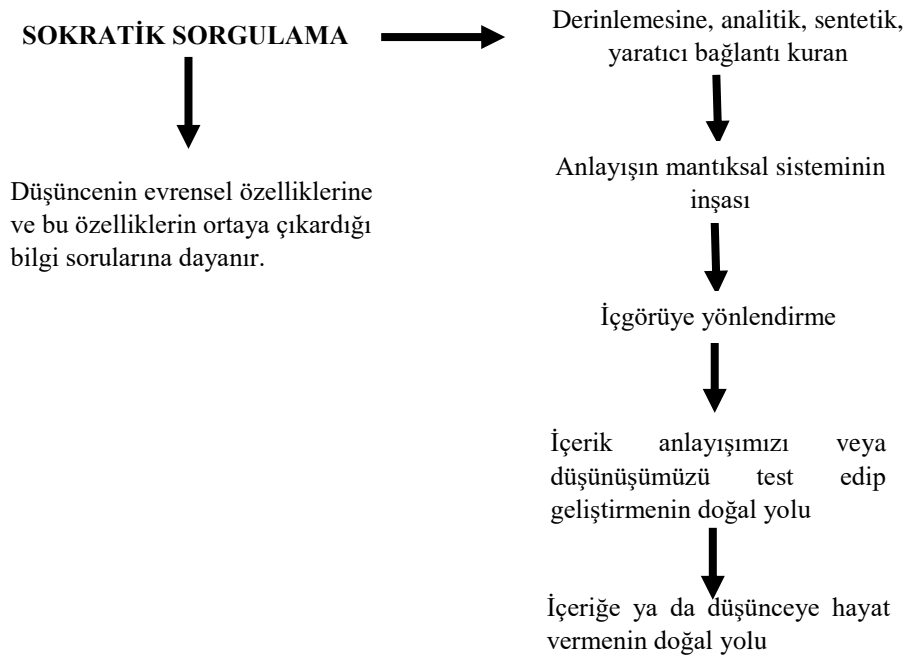 SOKRATİK SORGULAMA
Düşüncenin evrensel özelliklerine
ve bu özelliklerin ortaya çıkardığı
bilgi sorularına dayanır.
Derinlemesine, analitik, sentetik,
yaratıcı bağlantı kuran
Anlayışın mantıksal sisteminin
inşası
İçgörüye yönlendirme
İçerik anlayışımızı veya
düşünüşümüzü test edip
geliştirmenin doğal yolu
İçeriğe ya da düşünceye hayat
vermenin doğal yolu